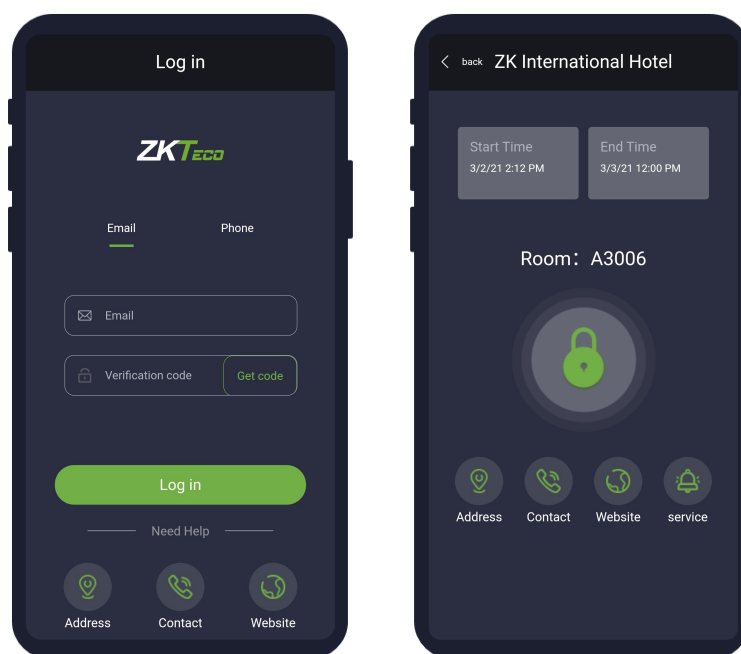 Log in
ZKTECO
Email Phone
Email
Verification code Get code
Log in
Need Help
Address Contact Website
back ZK International Hotel
Start Time End Time
3/2/21 2:12 PM 3/3/21 12:00 PM
Room: A3006
Address Contact Website service